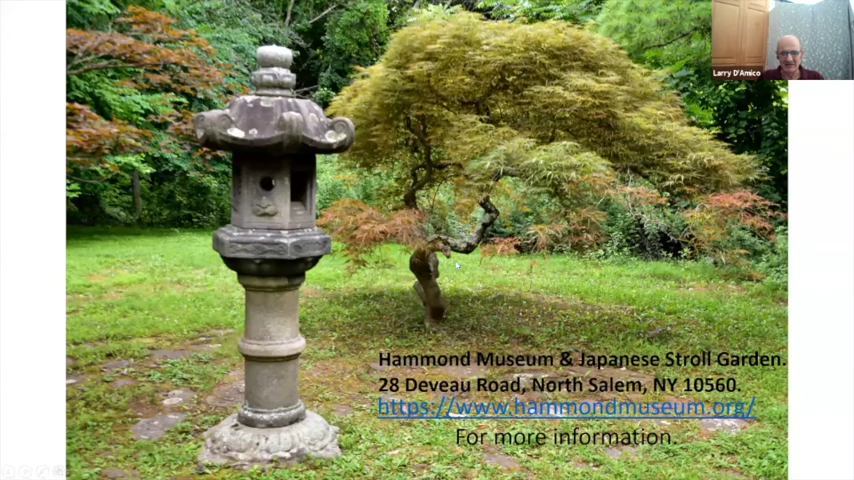 Larry D'Amico
Hammond Museum & Japanese Stroll Garden.
28 Deveau Road, North Salem, NY 10560.
https://www.hammondmuseum.org/
For more information.